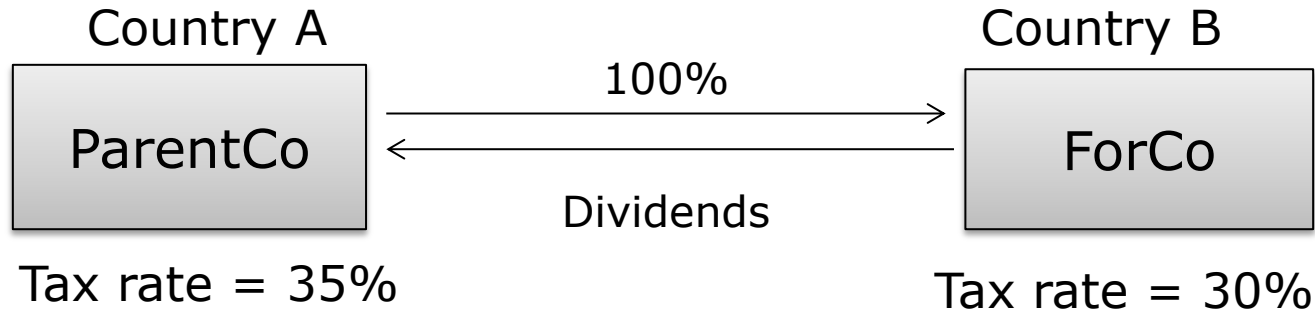 Country A
Country B
100%
ParentCo
ForCo
Dividends
Tax rate = 35%
Tax rate = 30%